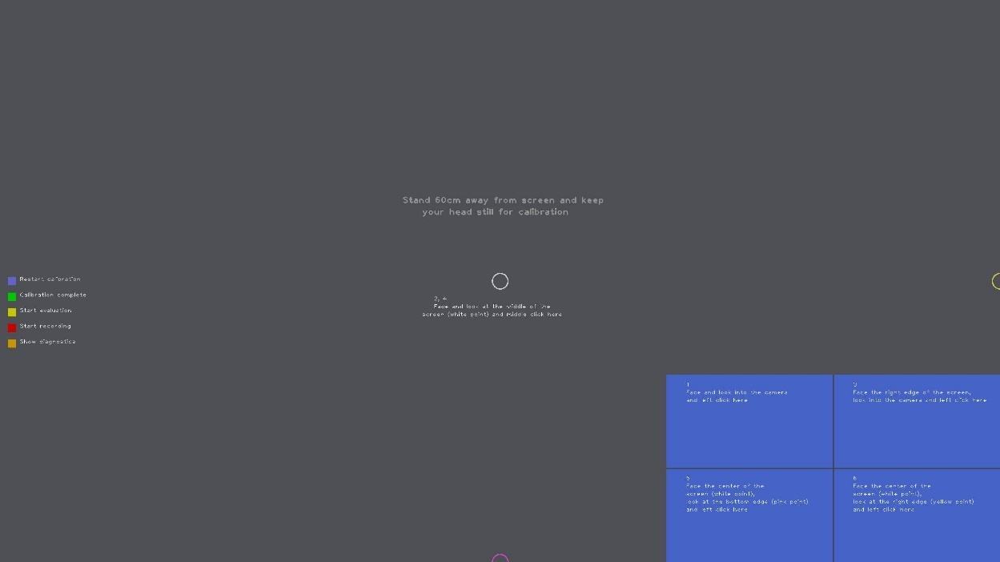 Stand 60cm away from screen and keep
your head still for calibration
Restart calibration
Calibration complete
Start evaluation
Start recording
Show diagnostics
2, 4
Face and look at the middle of the
screen (white point) and middle click here
1
Face and look into the camera
and left click here
3
Face the right edge of the screen,
look into the camera and left click here
5
Face the center of the
screen (white point),
look at the bottom edge (pink point)
and left click here
6
Face the center of the
screen (white point),
look at the right edge (yellow point)
and left click here